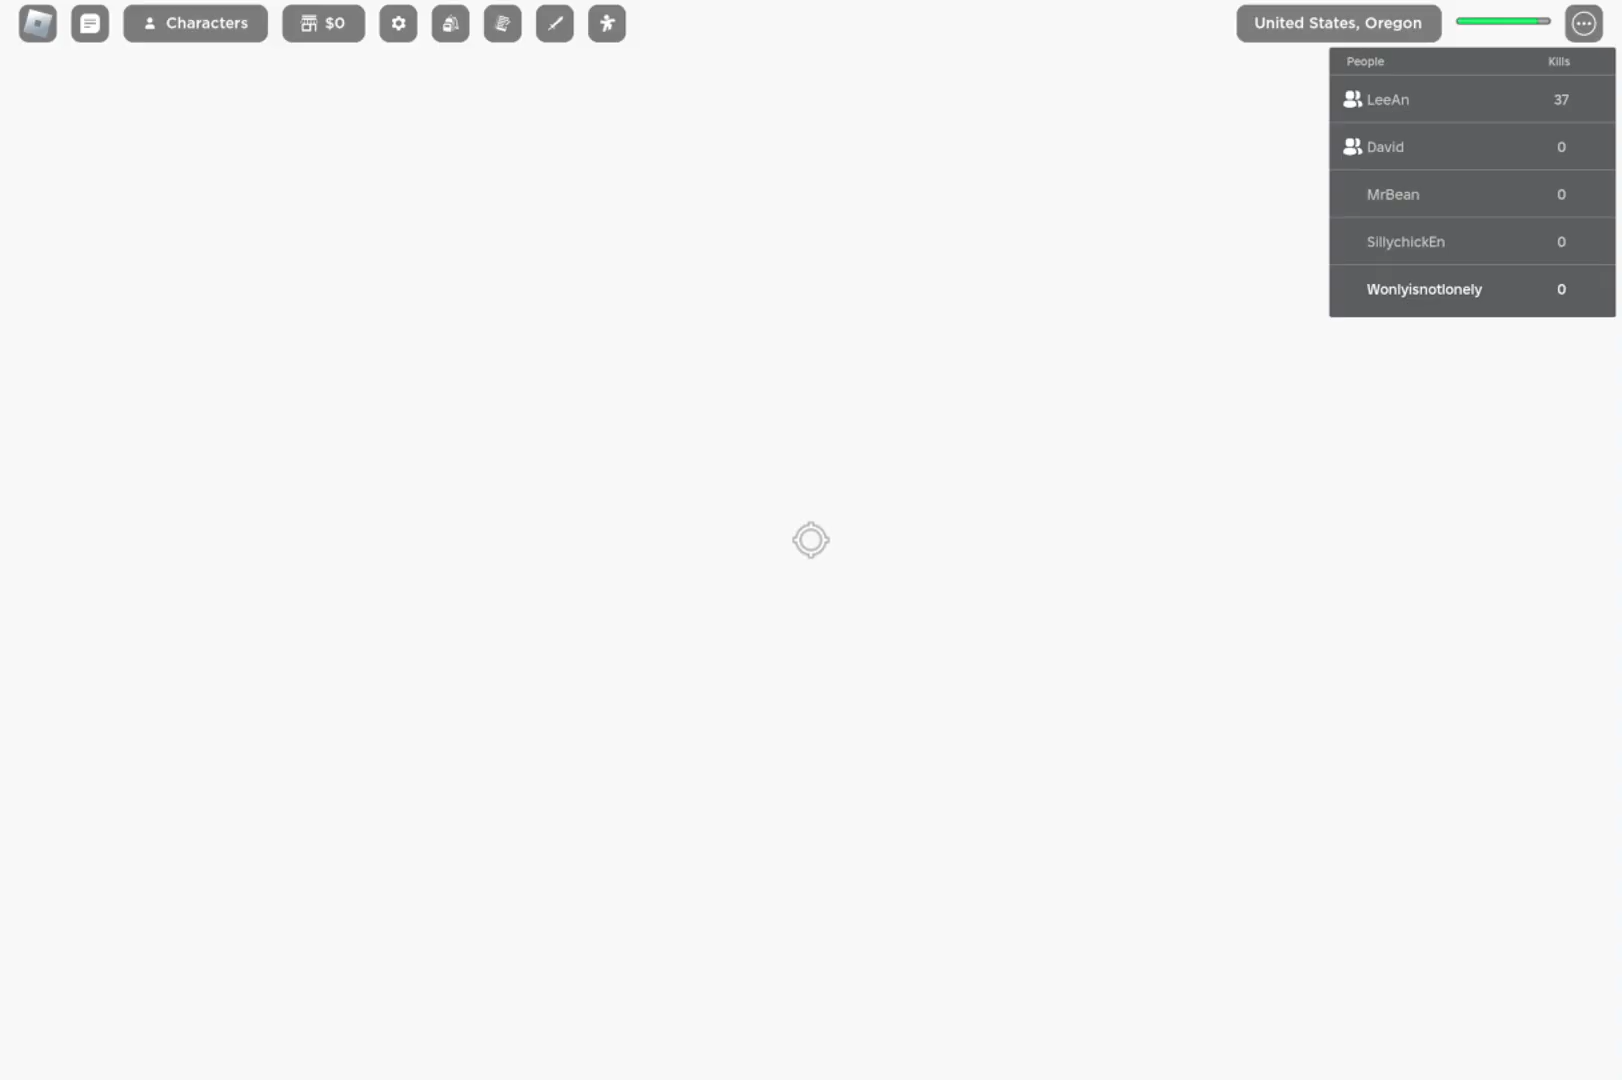 Characters
$0
United States, Oregon
People Kills
LeeAn 37
David 0
MrBean 0
SillychickEn 0
Wonlyisnotlonely 0